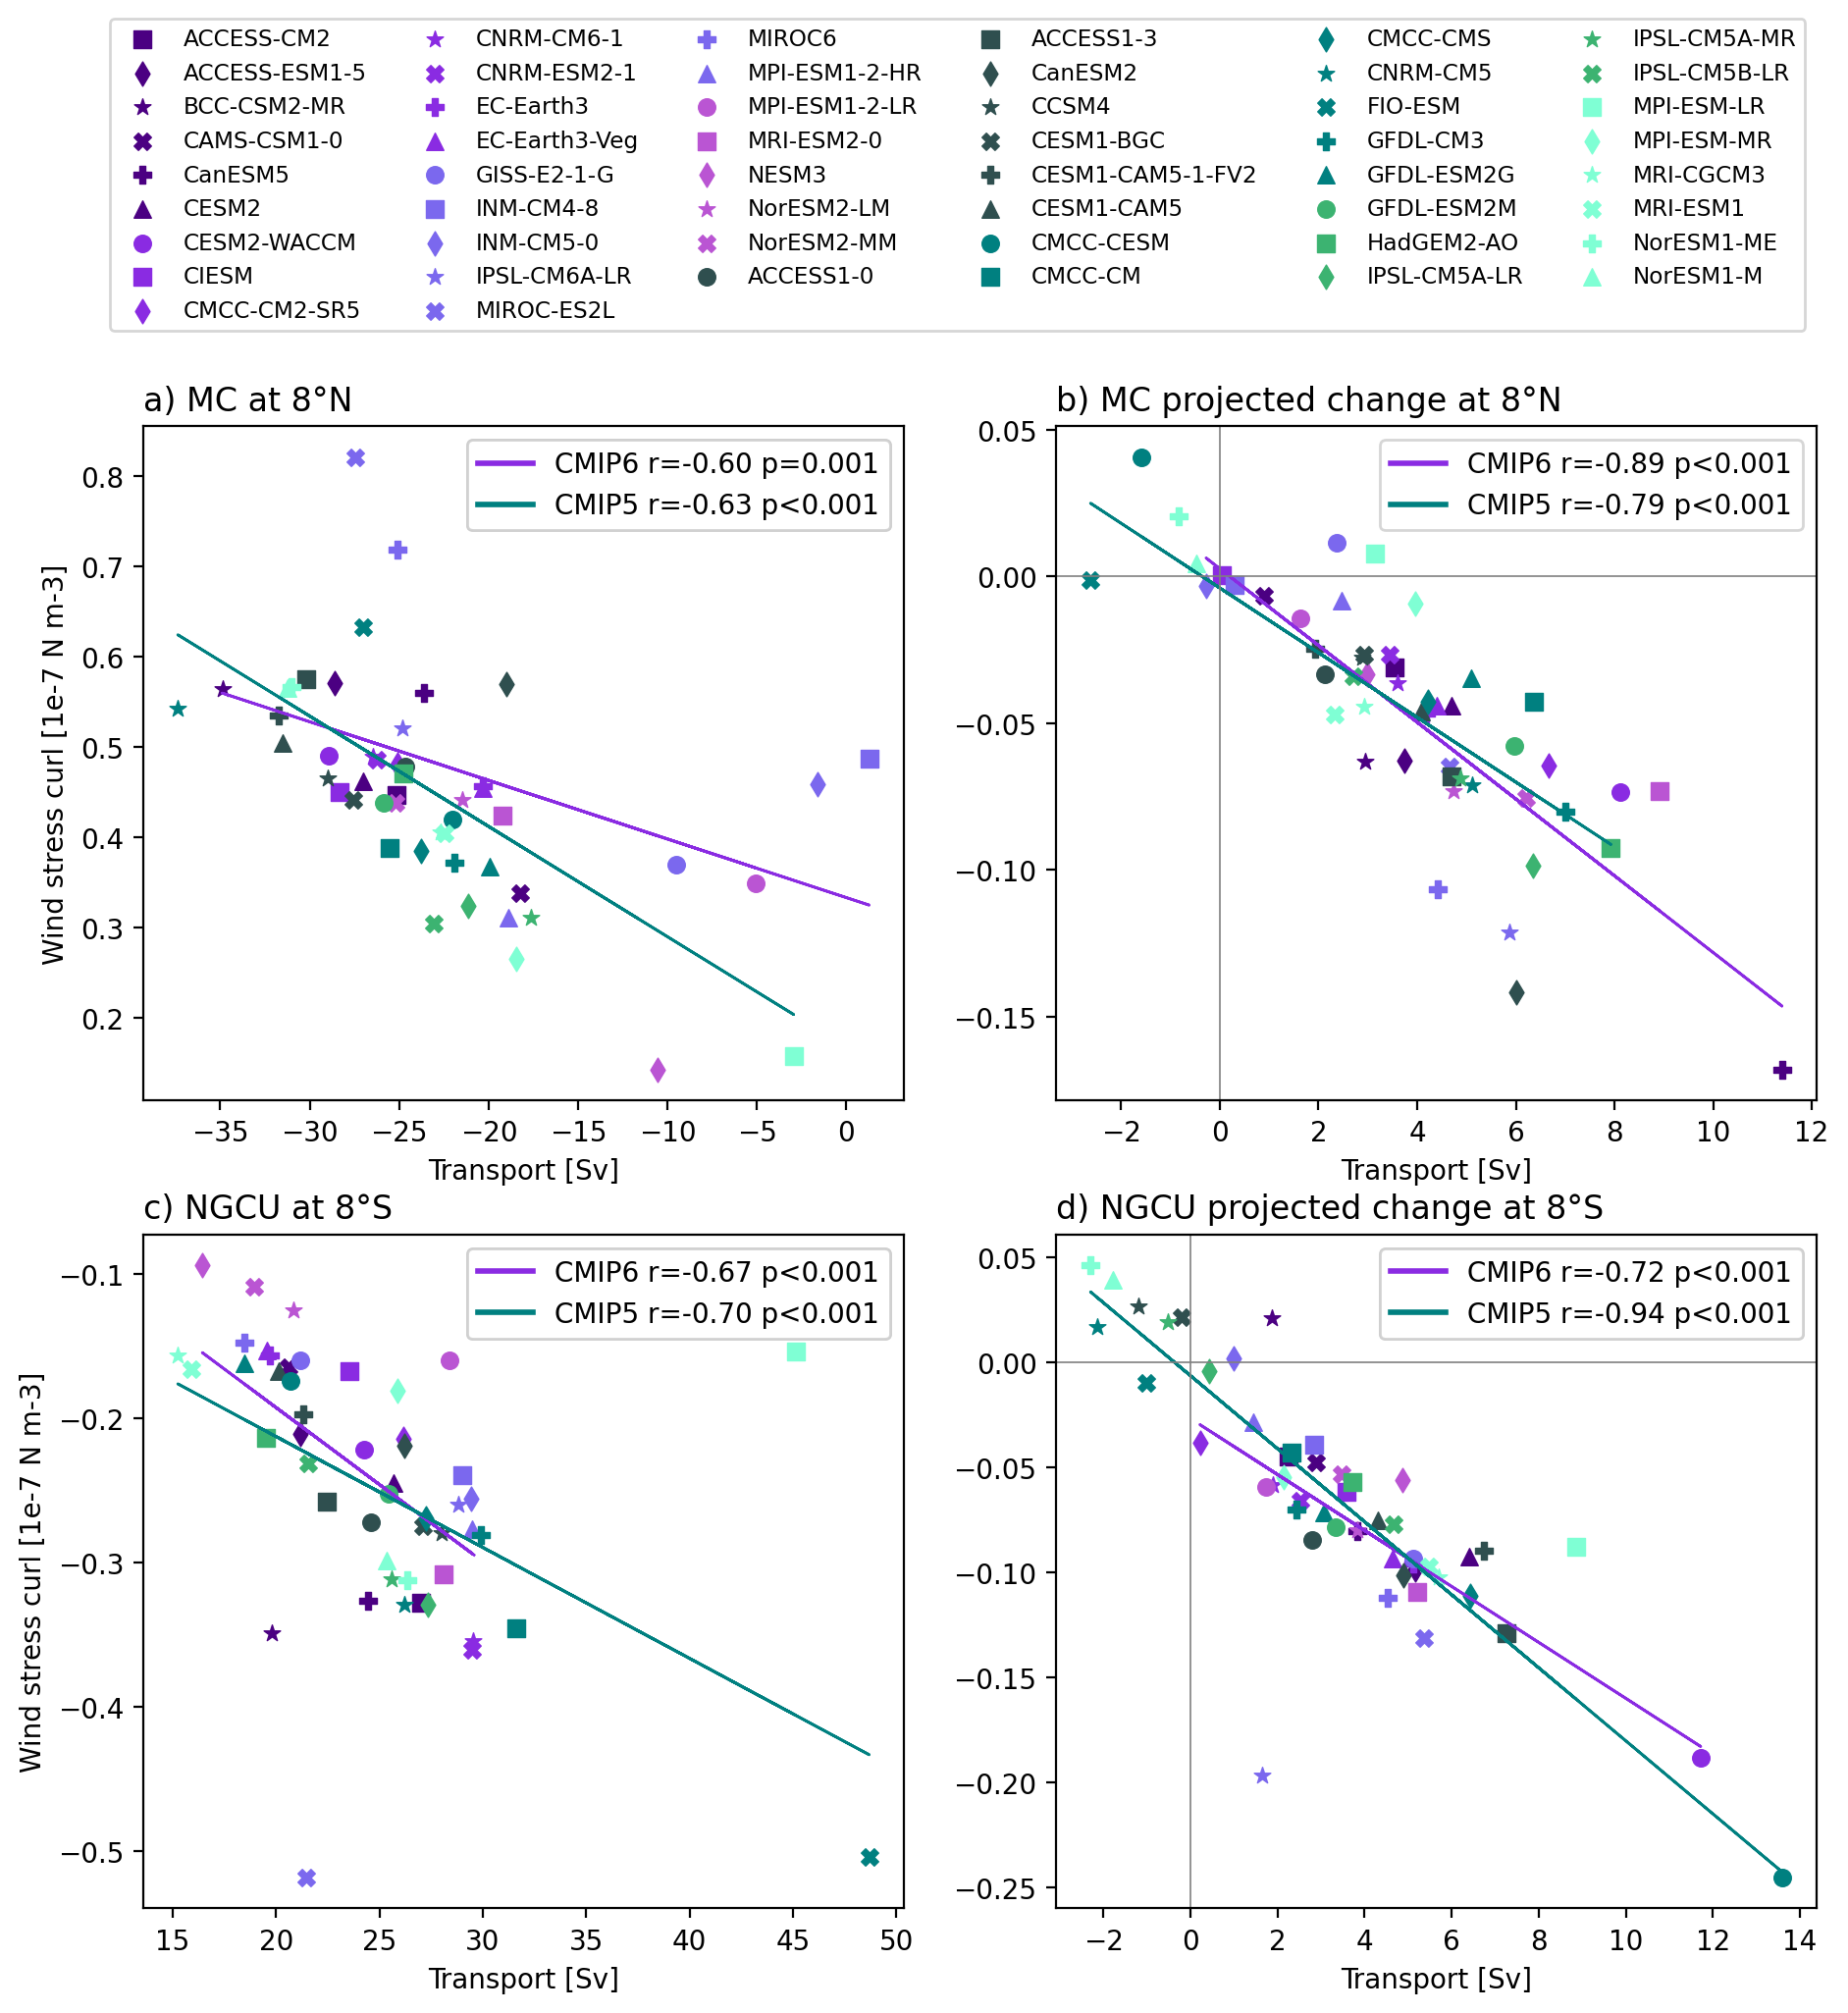 ACCESS-CM2
ACCESS-ESM1-5
BCC-CSM2-MR
CAMS-CSM1-0
CanESM5
CESM2
CESM2-WACCM
CIESM
CMCC-CM2-SR5
CNRM-CM6-1
CNRM-ESM2-1
EC-Earth3
EC-Earth3-Veg
GISS-E2-1-G
INM-CM4-8
INM-CM5-0
IPSL-CM6A-LR
MIROC-ES2L
MIROC6
MPI-ESM1-2-HR
MPI-ESM1-2-LR
MRI-ESM2-0
NESM3
NorESM2-LM
NorESM2-MM
ACCESS1-0
ACCESS1-3
CanESM2
CCSM4
CESM1-BGC
CESM1-CAM5-1-FV2
CESM1-CAM5
CMCC-CESM
CMCC-CM
CMCC-CMS
CNRM-CM5
FIO-ESM
GFDL-CM3
GFDL-ESM2G
GFDL-ESM2M
HadGEM2-AO
IPSL-CM5A-LR
IPSL-CM5A-MR
IPSL-CM5B-LR
MPI-ESM-LR
MPI-ESM-MR
MRI-CGCM3
MRI-ESM1
NorESM1-ME
NorESM1-M
a) MC at 8°N
CMIP6 r=-0.60 p=0.001
CMIP5 r=-0.63 p<0.001
Wind stress curl [1e-7 N m-3]
0.8
0.7
0.6
0.5
0.4
0.3
0.2
−35 −30 −25 −20 −15 −10 −5 0
Transport [Sv]
b) MC projected change at 8°N
CMIP6 r=-0.89 p<0.001
CMIP5 r=-0.79 p<0.001
0.05
0.00
−0.05
−0.10
−0.15
−2 0 2 4 6 8 10 12
Transport [Sv]
c) NGCU at 8°S
CMIP6 r=-0.67 p<0.001
CMIP5 r=-0.70 p<0.001
Wind stress curl [1e-7 N m-3]
−0.1
−0.2
−0.3
−0.4
−0.5
15 20 25 30 35 40 45 50
Transport [Sv]
d) NGCU projected change at 8°S
CMIP6 r=-0.72 p<0.001
CMIP5 r=-0.94 p<0.001
0.05
0.00
−0.05
−0.10
−0.15
−0.20
−0.25
−2 0 2 4 6 8 10 12 14
Transport [Sv]